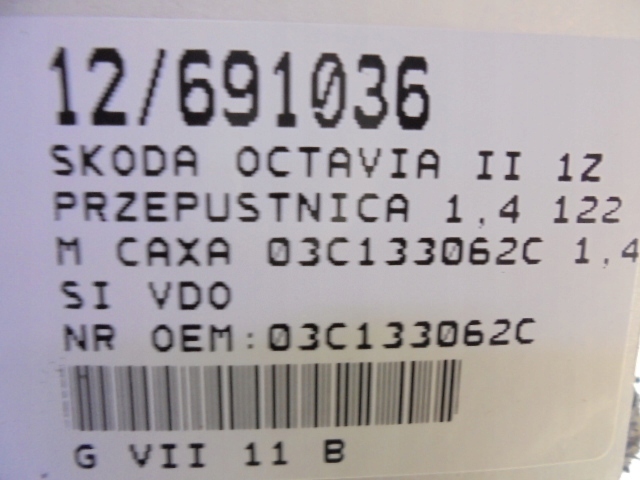 12/691036
SKODA OCTAVIA II 1Z
PRZEPUSTNICA 1,4 122
M CAXA 03C133062C 1,4
SI VDO
NR OEM:03C133062C
G VII 11 B